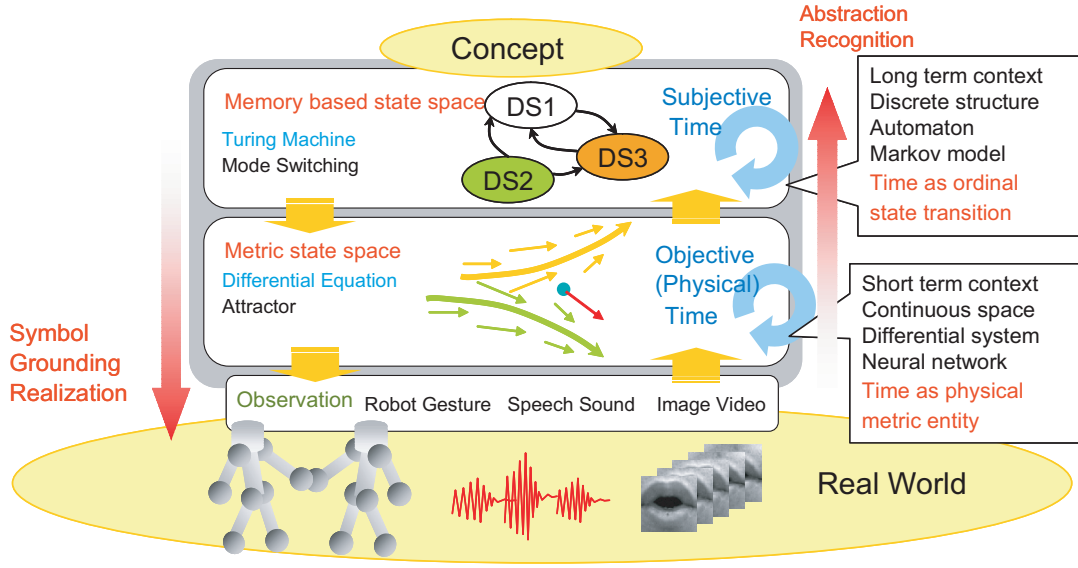 Abstraction
Recognition
Concept
Memory based state space
Turing Machine
Mode Switching
DS1
DS2
DS3
Subjective
Time
Long term context
Discrete structure
Automaton
Markov model
Time as ordinal
state transition
Metric state space
Differential Equation
Attractor
Objective
(Physical)
Time
Short term context
Continuous space
Differential system
Neural network
Time as physical
metric entity
Symbol
Grounding
Realization
Observation
Robot Gesture
Speech Sound
Image Video
Real World